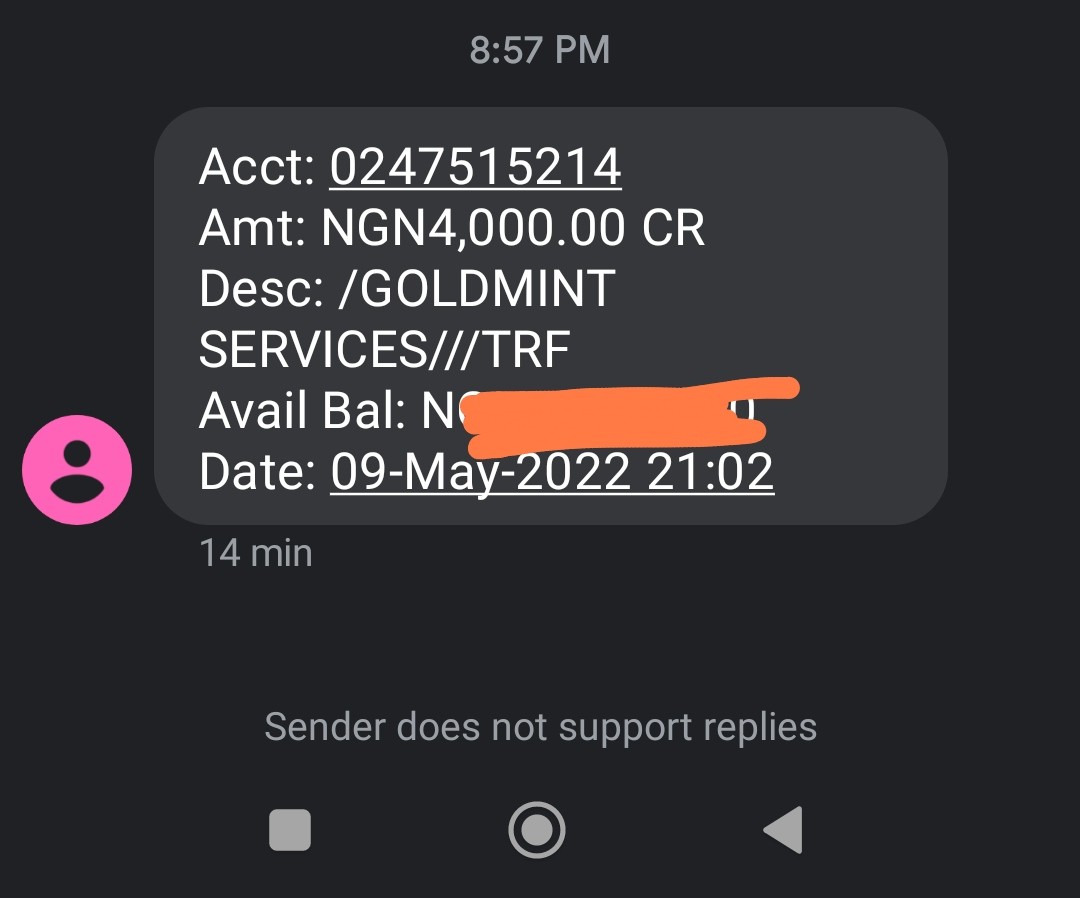 8:57 PM
Acct: 0247515214
Amt: NGN4,000.00 CR
Desc: /GOLDMINT
SERVICES///TRF
Avail Bal:
Date: 09-May-2022 21:02
14 min
Sender does not support replies